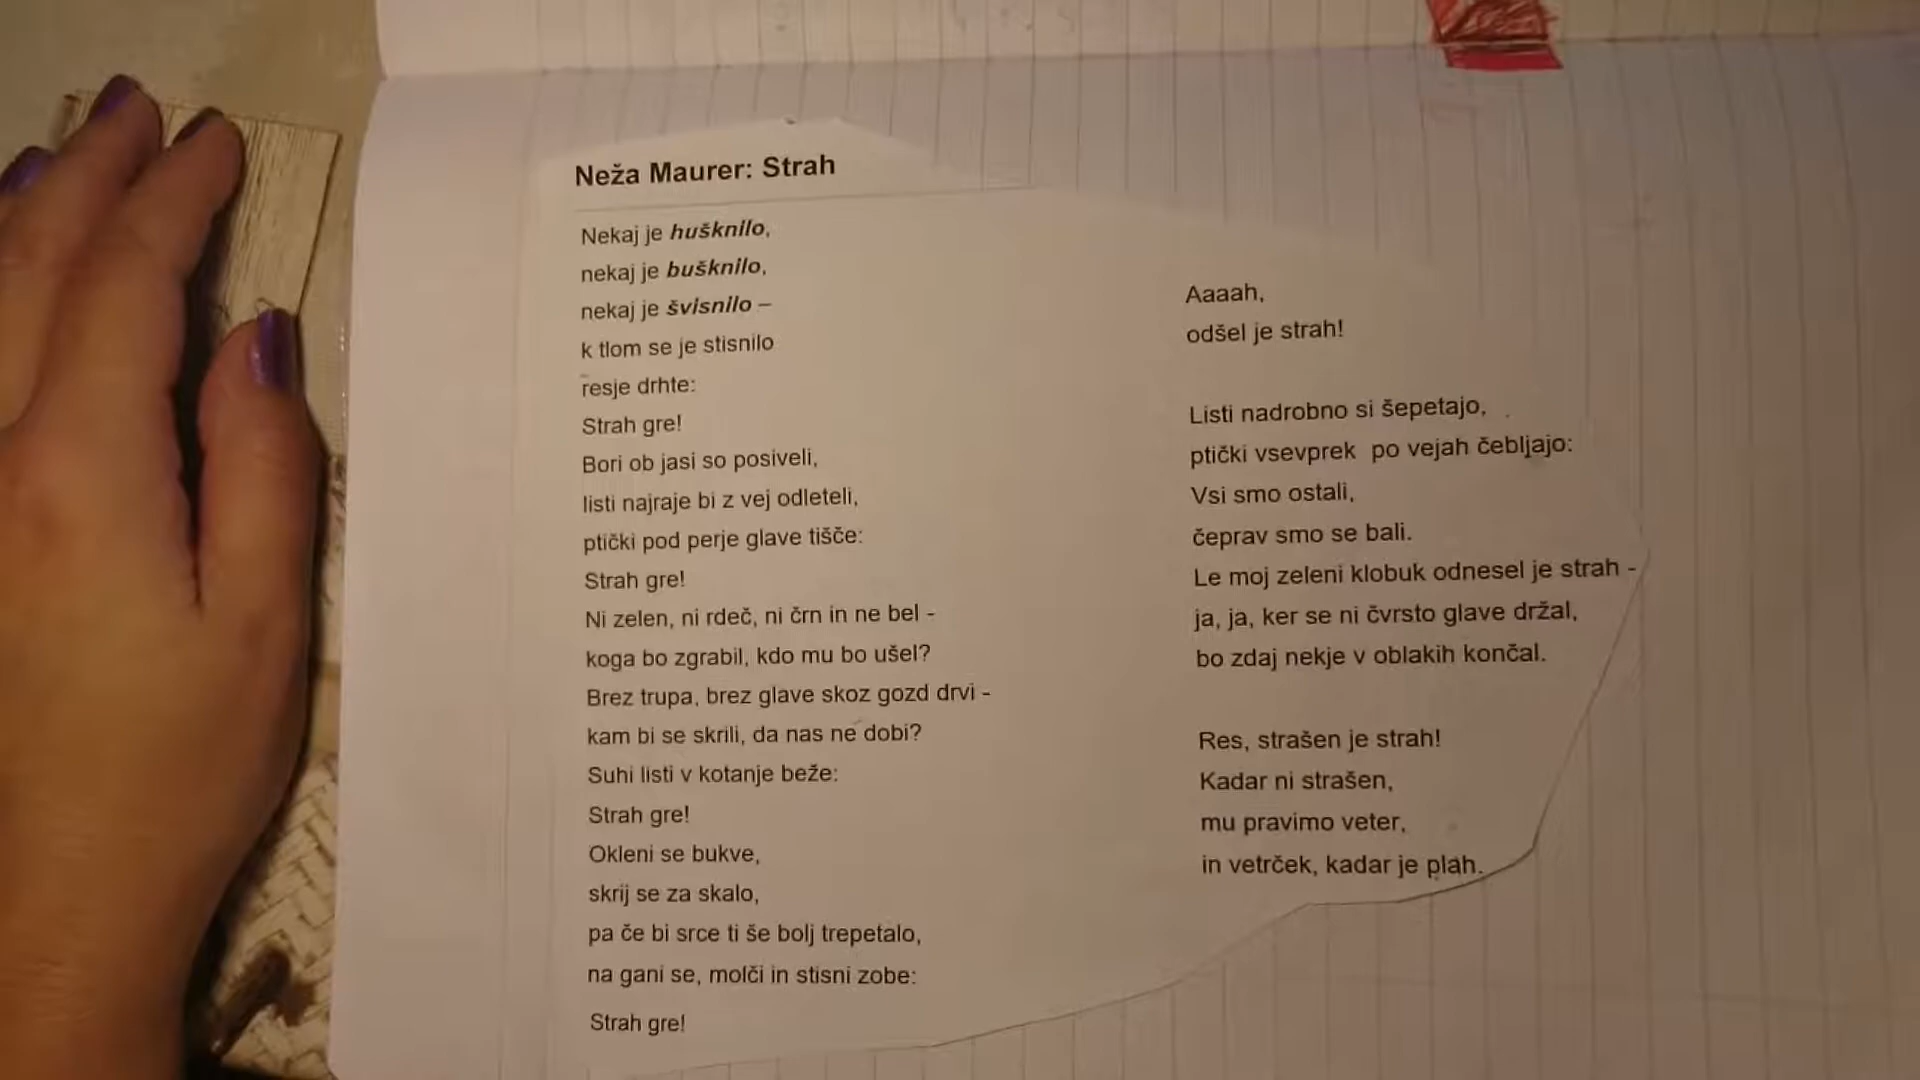 Neža Maurer: Strah
Nekaj je hušknilo,
nekaj je bušknilo,
nekaj je švisnilo –
k tlom se je stisnilo
resje drhte:
Strah gre!
Bori ob jasi so posiveli,
listi najraje bi z vej odleteli,
ptički pod perje glave tišče:
Strah gre!
Ni zelen, ni rdeč, ni črn in ne bel -
koga bo zgrabil, kdo mu bo ušel?
Brez trupa, brez glave skoz gozd drvi -
kam bi se skrili, da nas ne dobi?
Suhi listi v kotanje beže:
Strah gre!
Okleni se bukve,
skrij se za skalo,
pa če bi srce ti še bolj trepetalo,
na gani se, molči in stisni zobe:
Strah gre!
Aaaah,
odšel je strah!
Listi nadrobno si šepetajo,
ptički vsevprek po vejah čebljajo:
Vsi smo ostali,
čeprav smo se bali.
Le moj zeleni klobuk odnesel je strah -
ja, ja, ker se ni čvrsto glave držal,
bo zdaj nekje v oblakih končal.
Res, strašen je strah!
Kadar ni strašen,
mu pravimo veter,
in vetrček, kadar je plah.